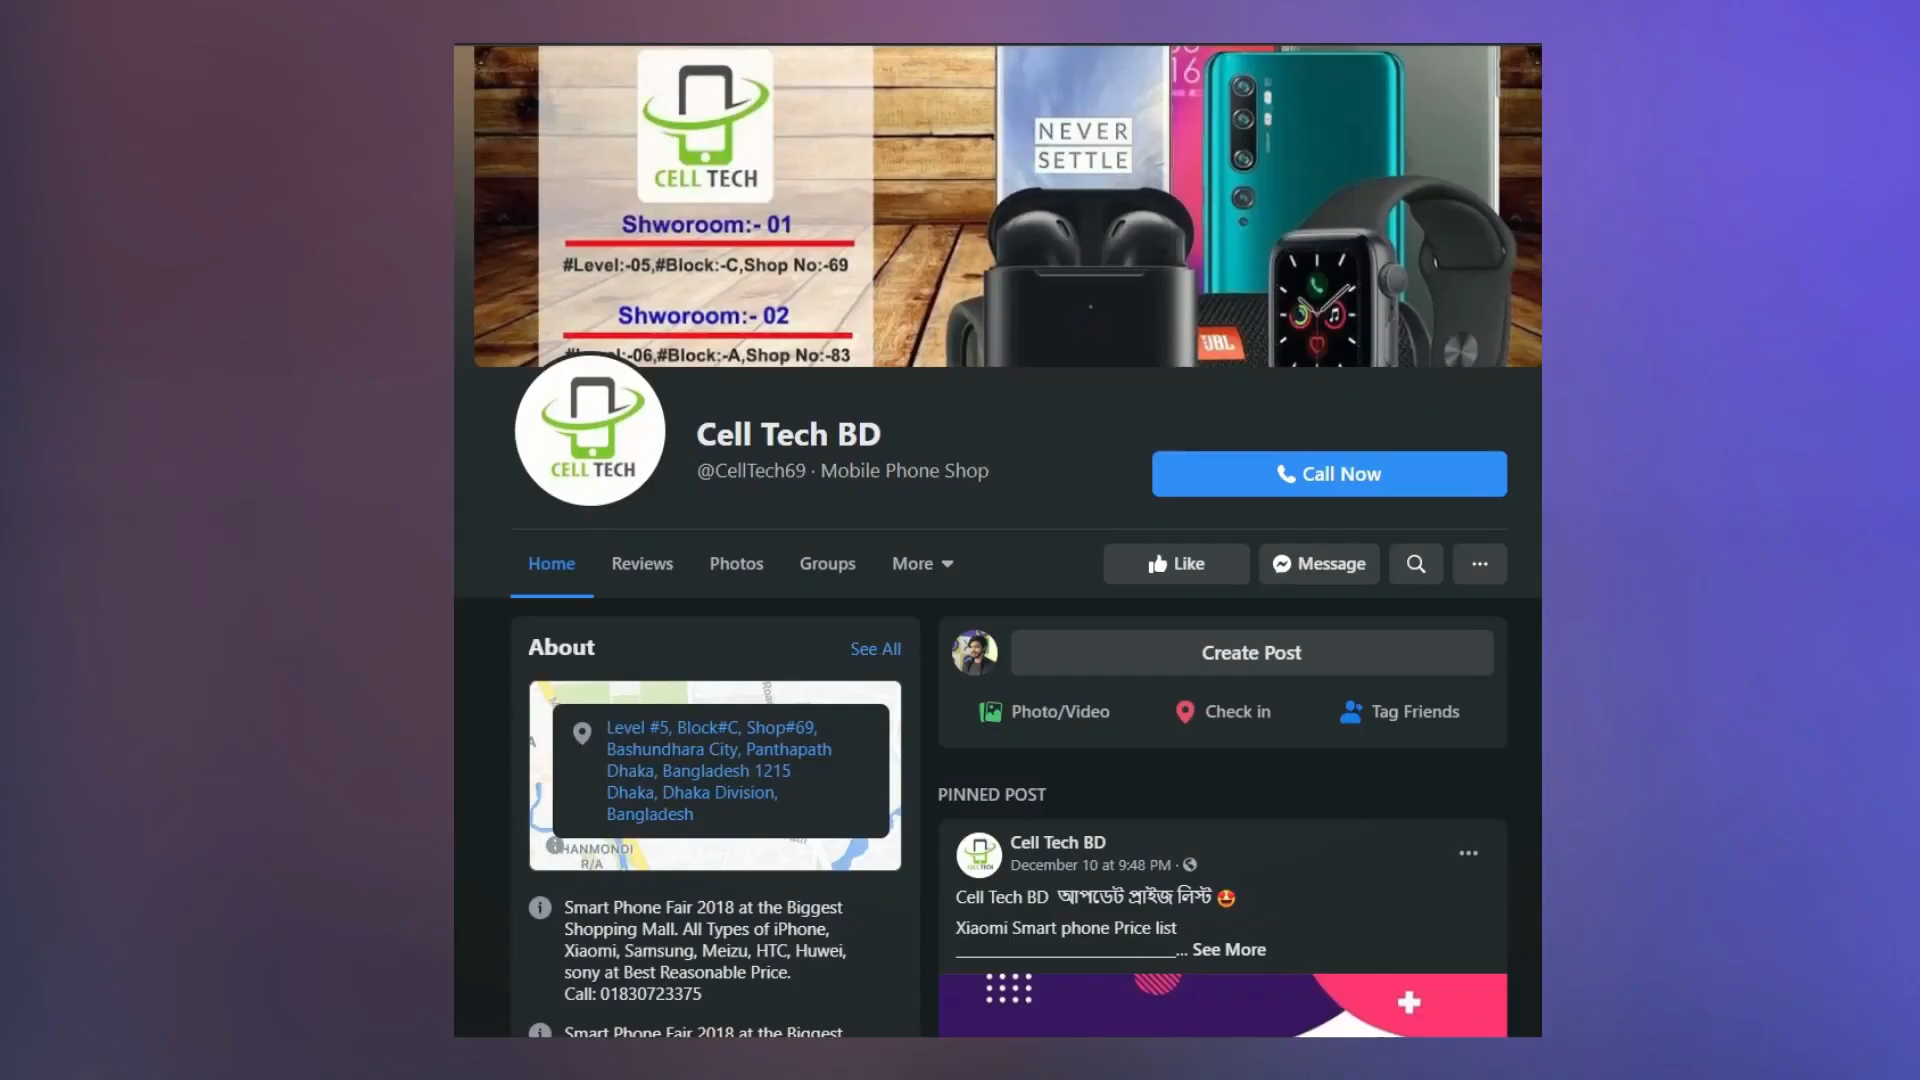 CELL TECH
Shworoom:- 01
#Level:-05,#Block:-C,Shop No:-69
Shworoom:- 02
#Level:-06,#Block:-A,Shop No:-83
NEVER
SETTLE
16
JBL
CELL TECH
Cell Tech BD
@CellTech69 · Mobile Phone Shop
Call Now
Home Reviews Photos Groups More
Like Message
About
See All
Level #5, Block#C, Shop#69,
Bashundhara City, Panthapath
Dhaka, Bangladesh 1215
Dhaka, Dhaka Division,
Bangladesh
HANMONDI
R/A
Smart Phone Fair 2018 at the Biggest
Shopping Mall. All Types of iPhone,
Xiaomi, Samsung, Meizu, HTC, Huwei,
sony at Best Reasonable Price.
Call: 01830723375
Smart Phone Fair 2018 at the Biggest
Create Post
Photo/Video Check in Tag Friends
PINNED POST
CELL TECH
Cell Tech BD
December 10 at 9:48 PM ·
Cell Tech BD আপডেট প্রাইজ লিস্ট 🤩
Xiaomi Smart phone Price list
________________________... See More